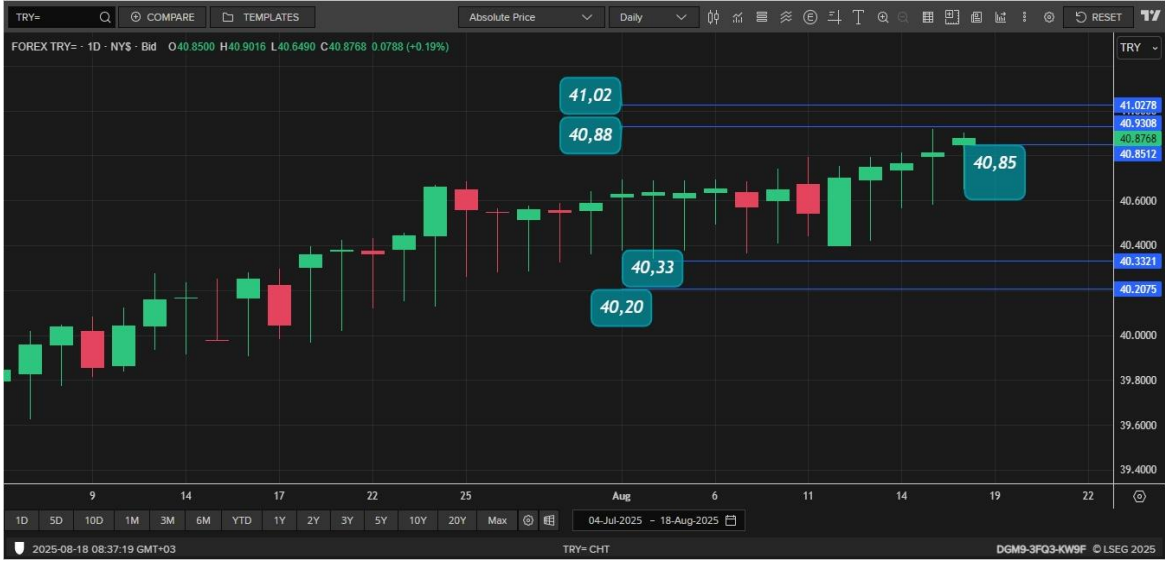 TRY=
COMPARE
TEMPLATES
Absolute Price
Daily
E
T
RESET
FOREX TRY= · 1D · NY$ · Bid O40.8500 H40.9016 L40.6490 C40.8768 0.0788 (+0.19%)
TRY
41,02
41.0278
40.9308
40,88
40.8768
40.8512
40,85
40.6000
40.4000
40,33
40.3321
40.2075
40,20
40.0000
39.8000
39.6000
39.4000
9 14 17 22 25 Aug 6 11 14 19 22
1D 5D 10D 1M 3M 6M YTD 1Y 2Y 3Y 5Y 10Y 20Y Max 04-Jul-2025 - 18-Aug-2025
2025-08-18 08:37:19 GMT+03 TRY= CHT DGM9-3FQ3-KW9F © LSEG 2025